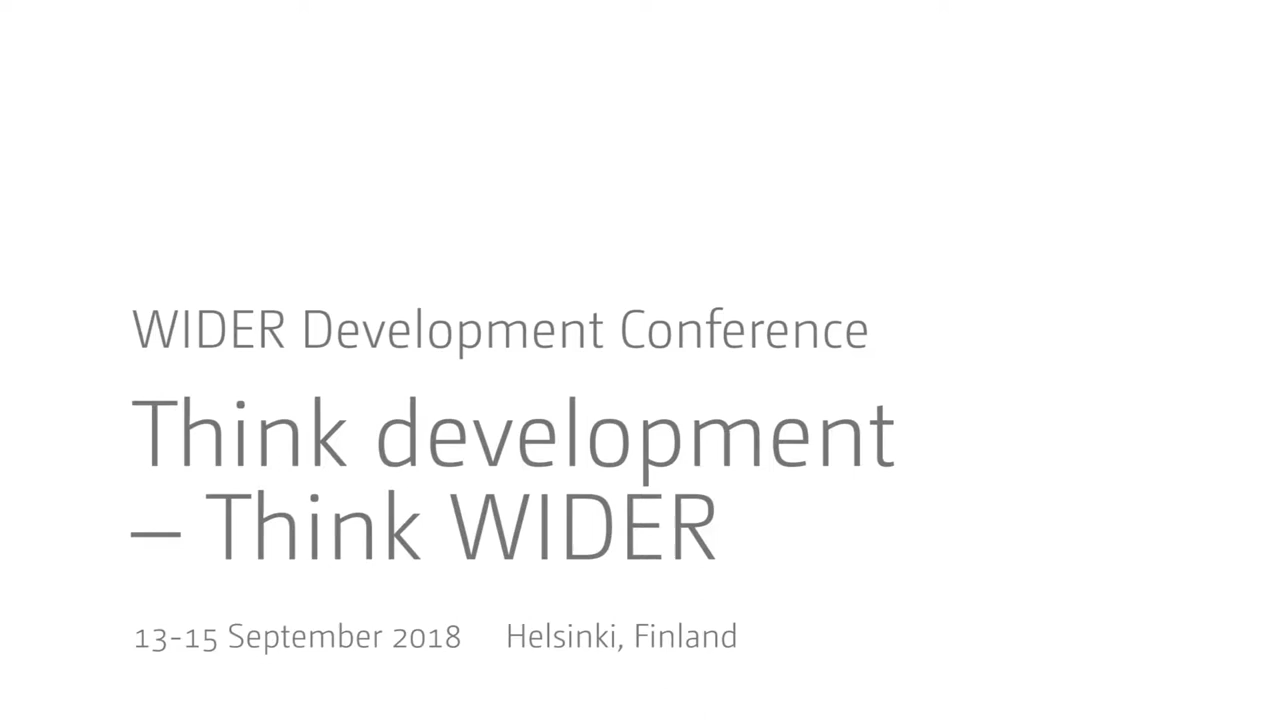 WIDER Development Conference
Think development
– Think WIDER
13-15 September 2018 Helsinki, Finland